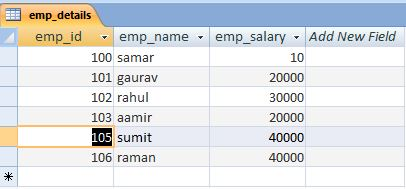 emp_details
emp_id emp_name emp_salary Add New Field
100 samar 10
101 gaurav 20000
102 rahul 30000
103 aamir 20000
105 sumit 40000
106 raman 40000